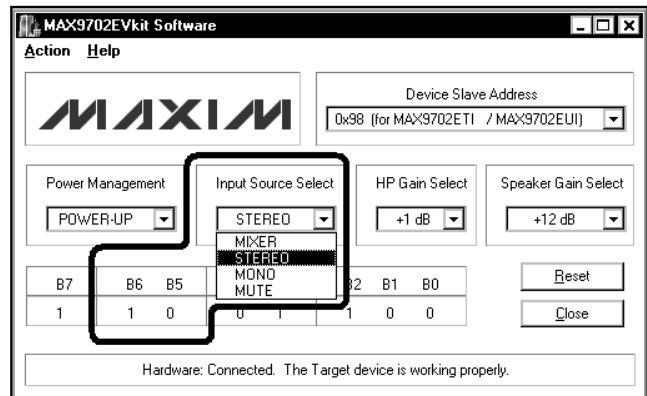 MAX9702EVkit Software
Action Help
MAXIM
Device Slave Address
0x98 (for MAX9702ETI / MAX9702EUI)
Power Management
Input Source Select
HP Gain Select
Speaker Gain Select
POWER-UP
STEREO
+1 dB
+12 dB
MIXER
STEREO
MONO
MUTE
B7 B6 B5 B2 B1 B0
1 1 0 0 1 1 0 0
Reset
Close
Hardware: Connected. The Target device is working properly.